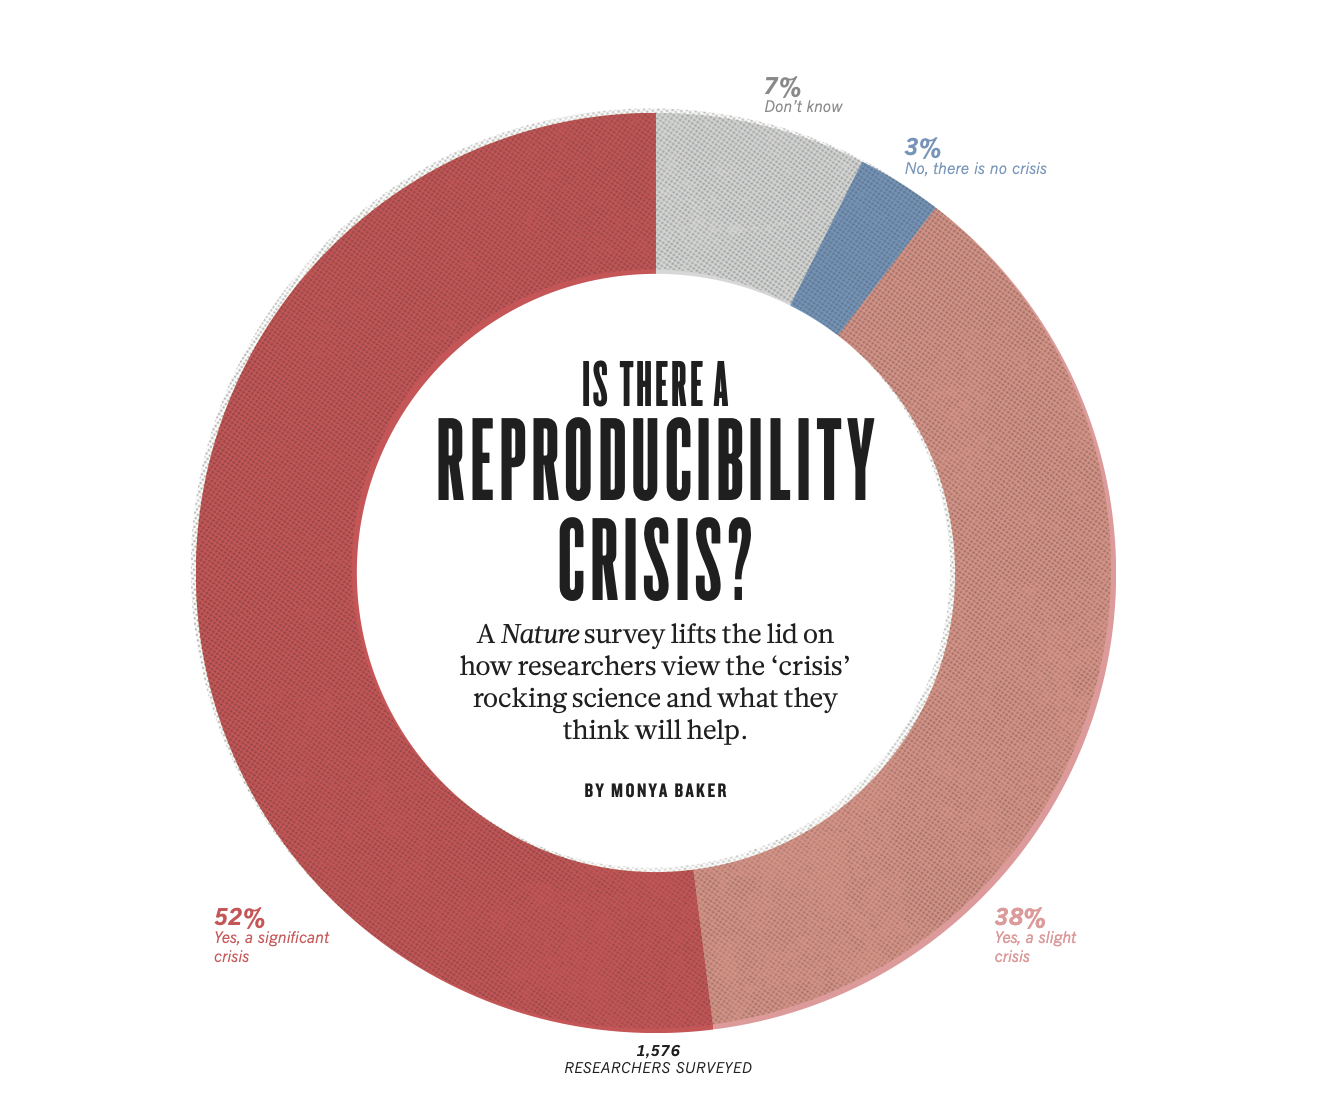 7%
Don't know
3%
No, there is no crisis
IS THERE A
REPRODUCIBILITY
CRISIS?
A Nature survey lifts the lid on
how researchers view the ‘crisis’
rocking science and what they
think will help.
BY MONYA BAKER
52%
Yes, a significant
crisis
38%
Yes, a slight
crisis
1,576
RESEARCHERS SURVEYED